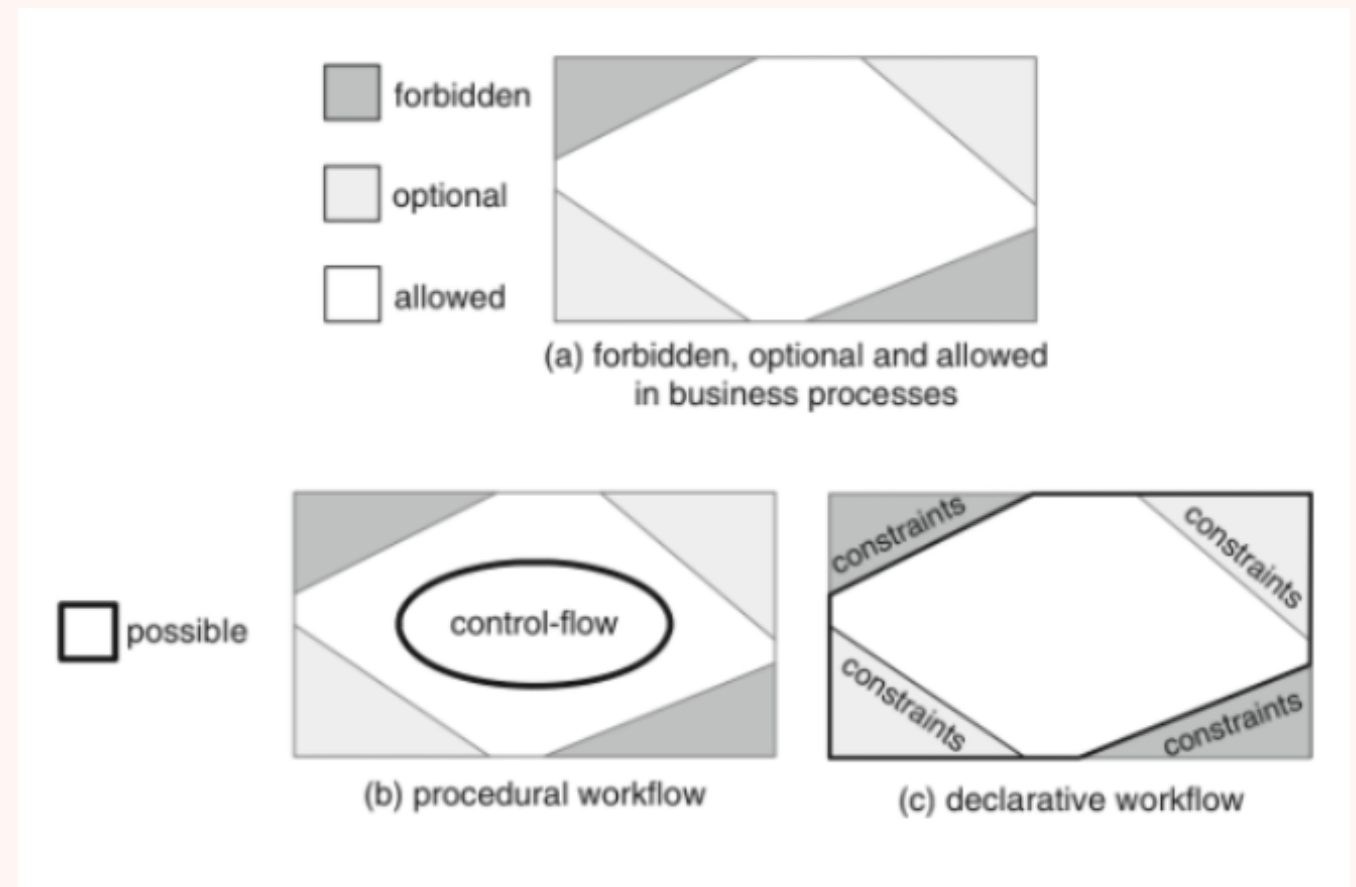 forbidden
optional
allowed
(a) forbidden, optional and allowed
in business processes
possible
control-flow
(b) procedural workflow
constraints
constraints
constraints
constraints
(c) declarative workflow